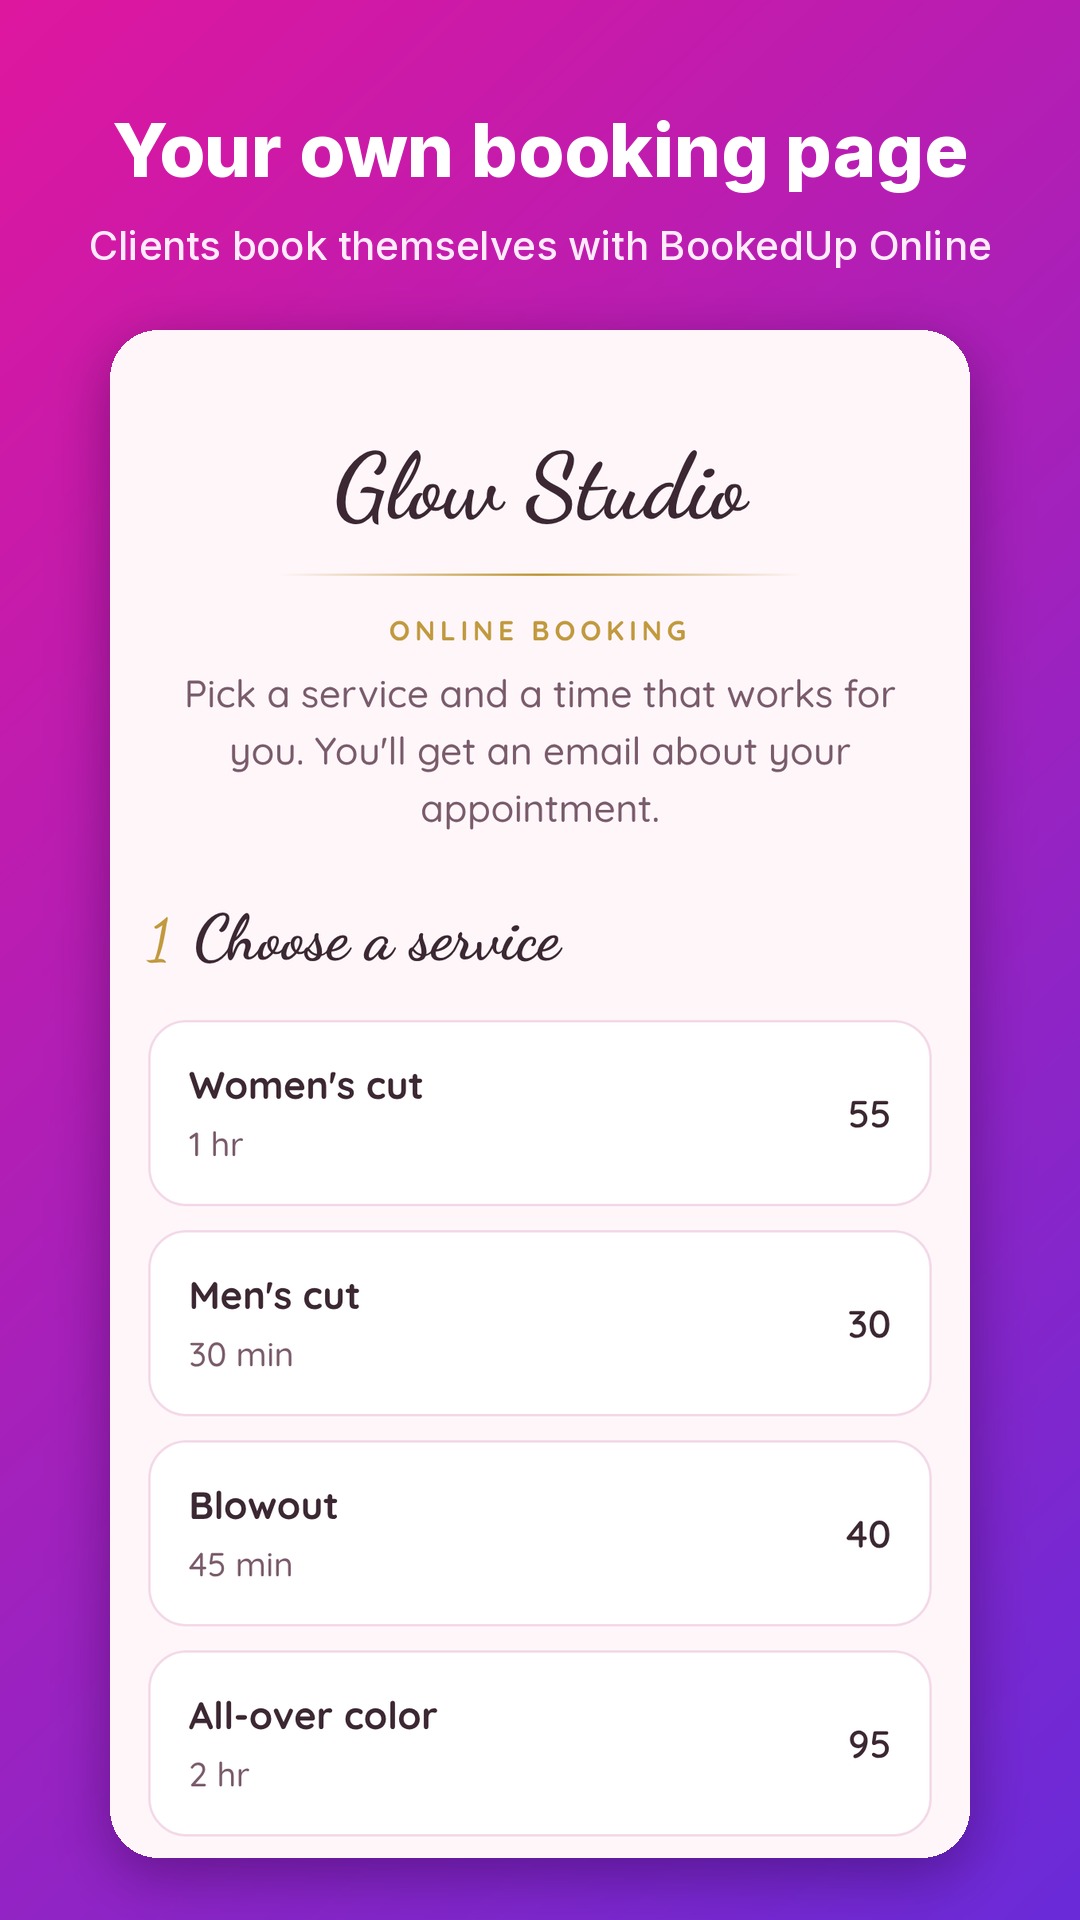 Your own booking page
Clients book themselves with BookedUp Online
Glow Studio
ONLINE BOOKING
Pick a service and a time that works for
you. You'll get an email about your
appointment.
1 Choose a service
Women's cut
1 hr
55
Men's cut
30 min
30
Blowout
45 min
40
All-over color
2 hr
95